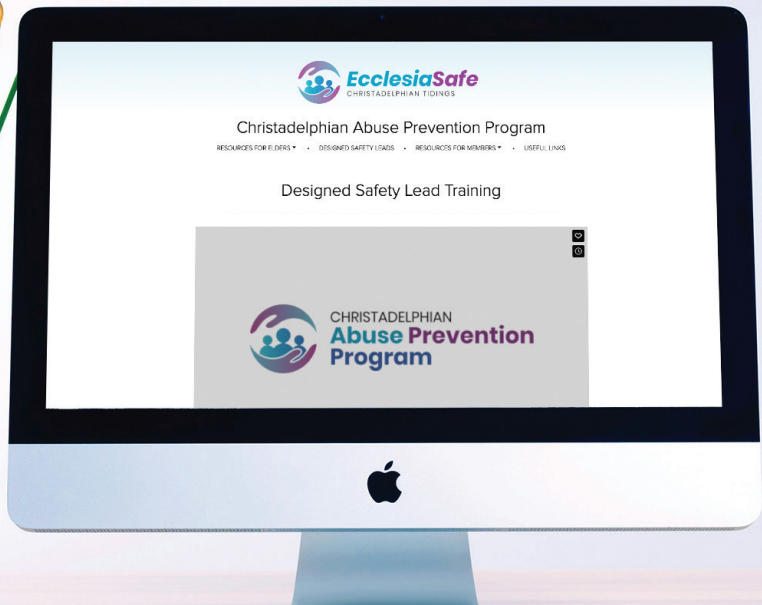 EcclesiaSafe
CHRISTADELPHIAN TIDINGS
Christadelphian Abuse Prevention Program
RESOURCES FOR ELDERS • DESIGNED SAFETY LEADS • RESOURCES FOR MEMBERS • USEFUL LINKS
Designed Safety Lead Training
CHRISTADELPHIAN
Abuse Prevention
Program